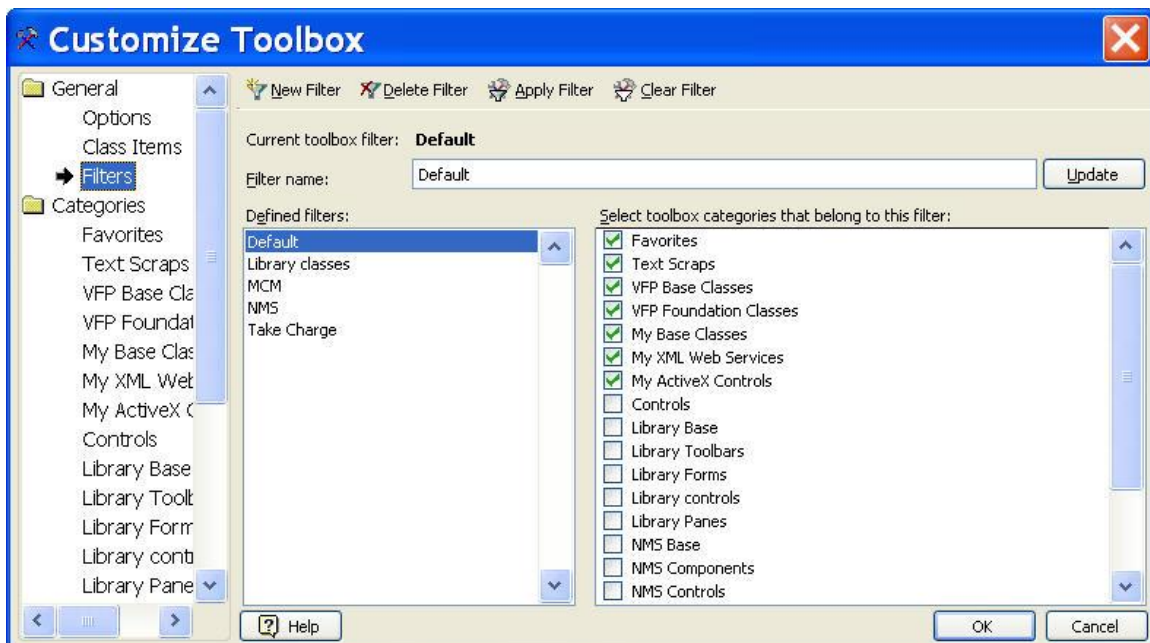 Customize Toolbox
General
Options
Class Items
Filters
Categories
Favorites
Text Scraps
VFP Base Cla
VFP Foundat
My Base Clas
My XML Web
My ActiveX C
Controls
Library Base
Library Toolb
Library Form
Library conti
Library Pane
New Filter Delete Filter Apply Filter Clear Filter
Current toolbox filter: Default
Filter name: Default Update
Defined filters:
Default
Library classes
MCM
NMS
Take Charge
Select toolbox categories that belong to this filter:
Favorites
Text Scraps
VFP Base Classes
VFP Foundation Classes
My Base Classes
My XML Web Services
My ActiveX Controls
Controls
Library Base
Library Toolbars
Library Forms
Library controls
Library Panes
NMS Base
NMS Components
NMS Controls
Help OK Cancel